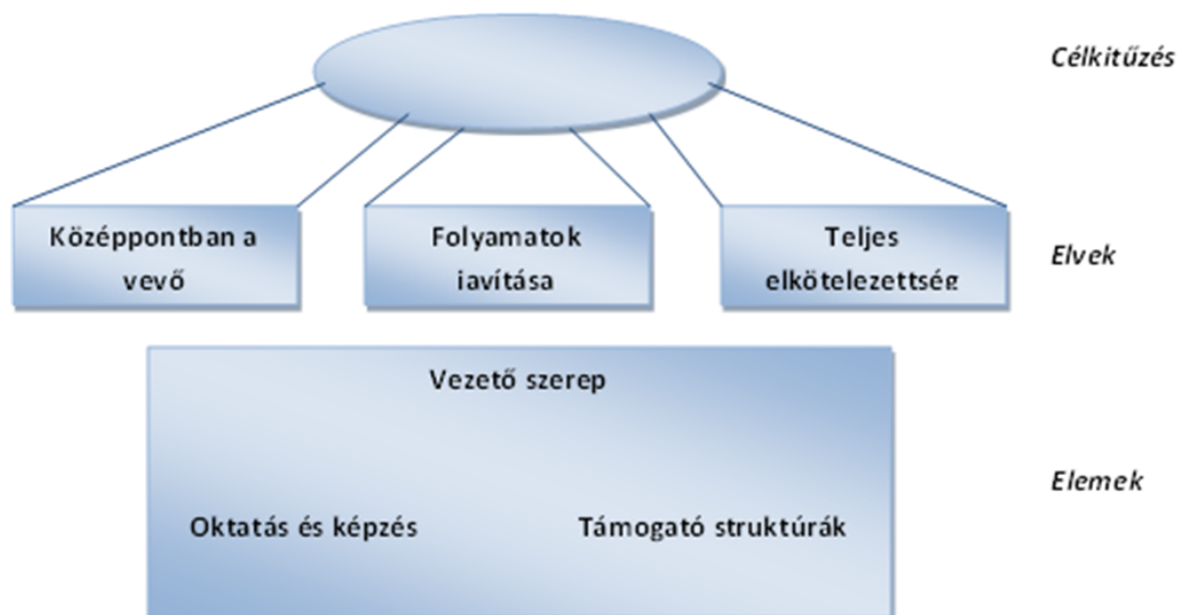 Célkitűzés
Középpontban a
vevő
Folyamatok
javítása
Teljes
elkötelezettség
Elvek
Vezető szerep
Elemek
Oktatás és képzés
Támogató struktúrák